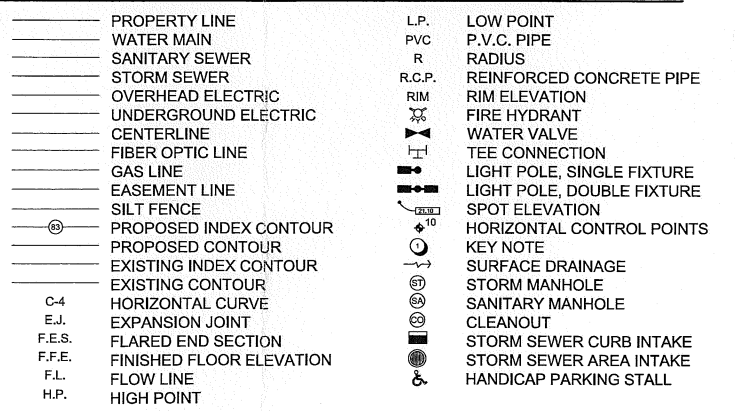 PROPERTY LINE
WATER MAIN
SANITARY SEWER
STORM SEWER
OVERHEAD ELECTRIC
UNDERGROUND ELECTRIC
CENTERLINE
FIBER OPTIC LINE
GAS LINE
EASEMENT LINE
SILT FENCE
83 PROPOSED INDEX CONTOUR
PROPOSED CONTOUR
EXISTING INDEX CONTOUR
EXISTING CONTOUR
C-4 HORIZONTAL CURVE
E.J. EXPANSION JOINT
F.E.S. FLARED END SECTION
F.F.E. FINISHED FLOOR ELEVATION
F.L. FLOW LINE
H.P. HIGH POINT
L.P. LOW POINT
PVC P.V.C. PIPE
R RADIUS
R.C.P. REINFORCED CONCRETE PIPE
RIM RIM ELEVATION
FIRE HYDRANT
WATER VALVE
TEE CONNECTION
LIGHT POLE, SINGLE FIXTURE
LIGHT POLE, DOUBLE FIXTURE
21.10 SPOT ELEVATION
10 HORIZONTAL CONTROL POINTS
1 KEY NOTE
SURFACE DRAINAGE
ST STORM MANHOLE
SA SANITARY MANHOLE
CO CLEANOUT
STORM SEWER CURB INTAKE
STORM SEWER AREA INTAKE
HANDICAP PARKING STALL